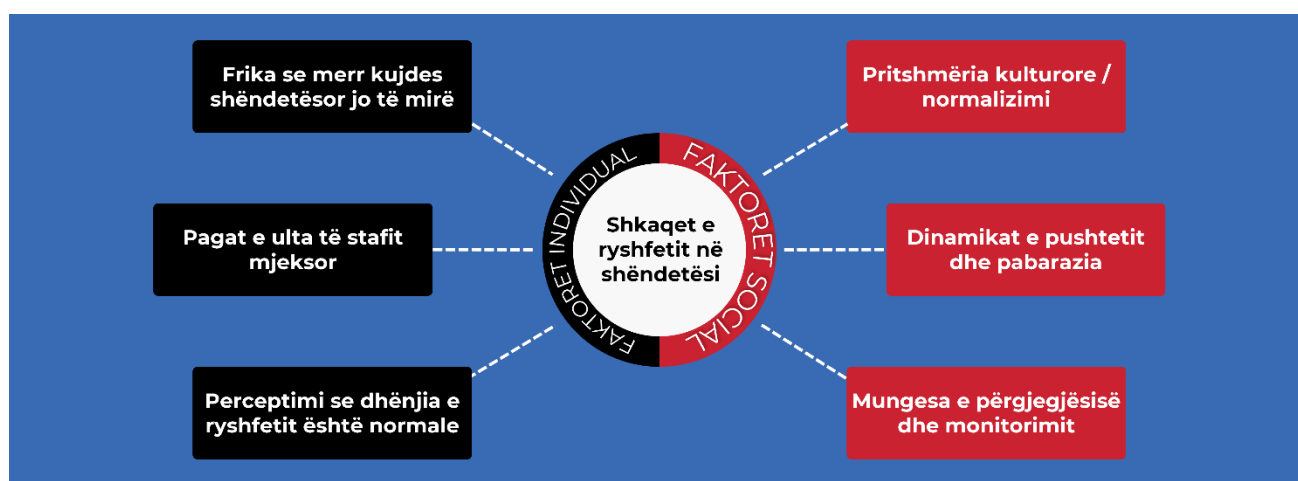 Frika se merr kujdes
shëndetësor jo të mirë
Pritshmëria kulturore /
normalizimi
FAKTORET INDIVIDUAL
FAKTORET SOCIAL
Pagat e ulta të stafit
mjeksor
Shkaqet e
ryshfetit në
shëndetësi
Dinamikat e pushtetit
dhe pabarazia
Perceptimi se dhënjia e
ryshfetit është normale
Mungesa e përgjegjësisë
dhe monitorimit